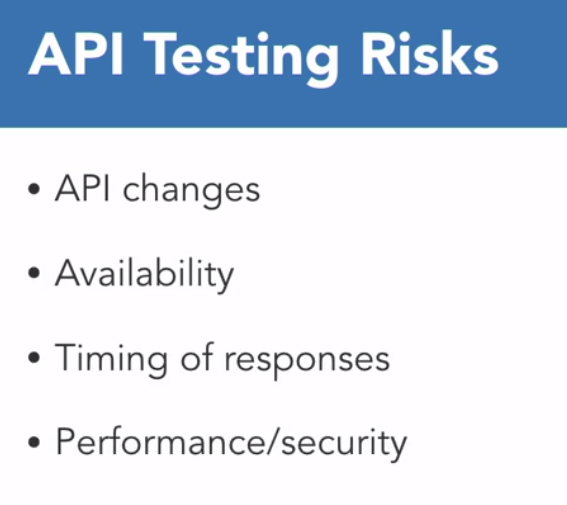 API Testing Risks
• API changes
• Availability
• Timing of responses
• Performance/security